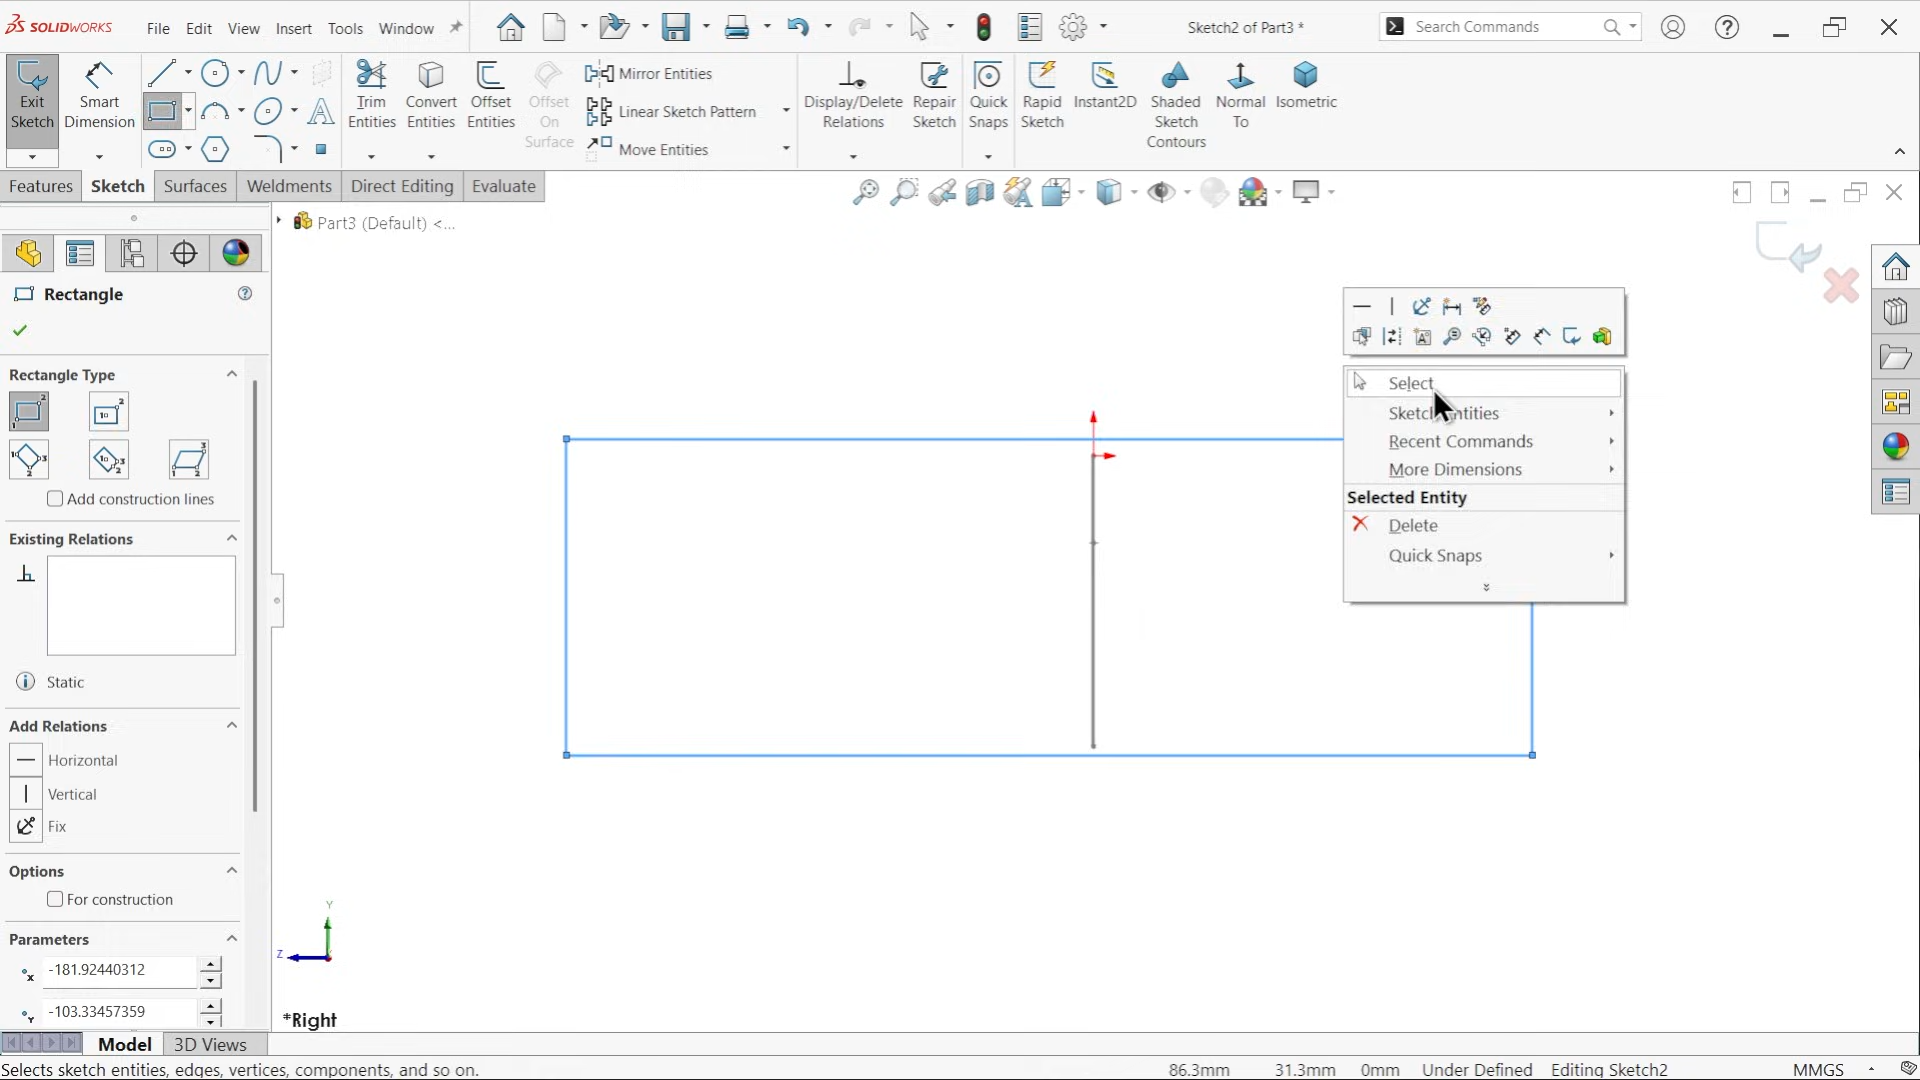 SOLIDWORKS File Edit View Insert Tools Window Sketch2 of Part3 * Search Commands
Exit Sketch
Smart Dimension
Trim Entities
Convert Entities
Offset Entities
Offset On Surface
Mirror Entities
Linear Sketch Pattern
Move Entities
Display/Delete Relations
Repair Sketch
Quick Snaps
Rapid Sketch
Instant2D
Shaded Sketch Contours
Normal To
Isometric
Features Sketch Surfaces Weldments Direct Editing Evaluate
Part3 (Default) <...
Rectangle
Rectangle Type
Add construction lines
Existing Relations
Static
Add Relations
Horizontal
Vertical
Fix
Options
For construction
Parameters
-181.92440312
-103.33457359
Select
Sketch Entities
Recent Commands
More Dimensions
Selected Entity
Delete
Quick Snaps
Y
Z
*Right
Model 3D Views
Selects sketch entities, edges, vertices, components, and so on. 86.3mm 31.3mm 0mm Under Defined Editing Sketch2 MMGS